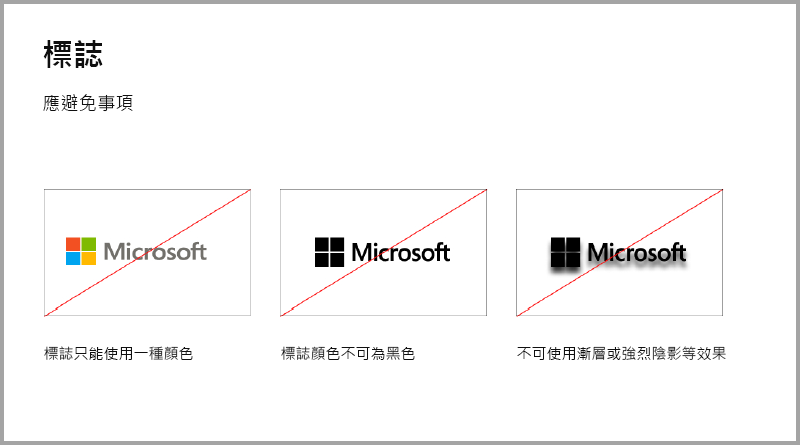 標誌
應避免事項
Microsoft
Microsoft
Microsoft
標誌只能使用一種顏色
標誌顏色不可為黑色
不可使用漸層或強烈陰影等效果